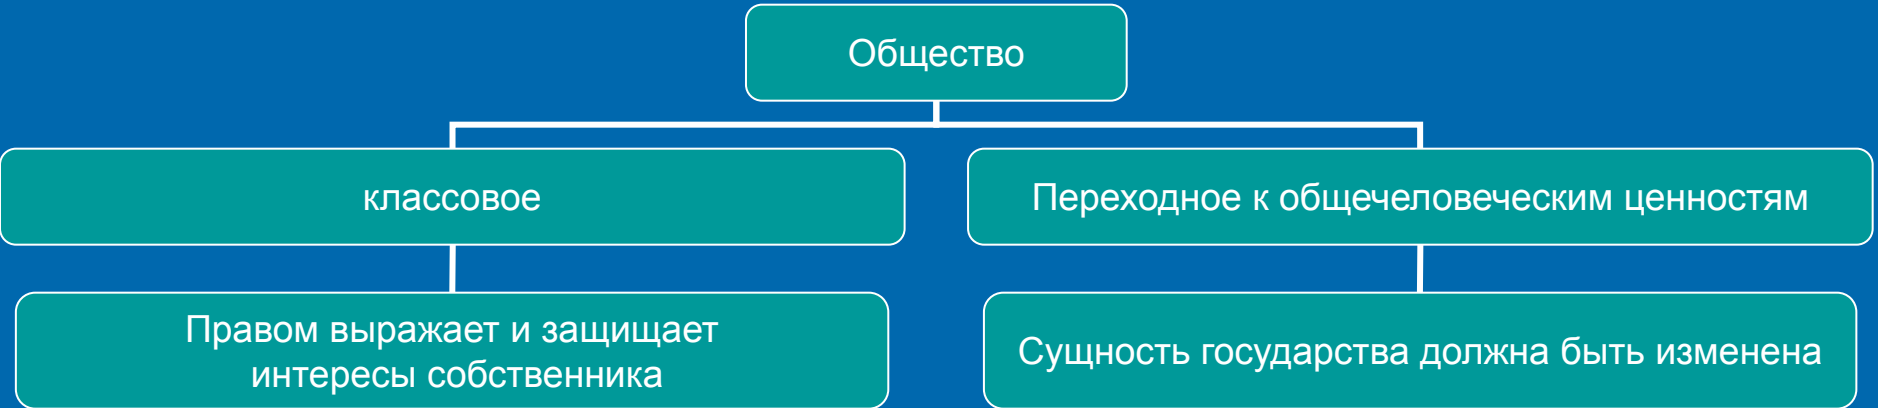 Общество
классовое
Переходное к общечеловеческим ценностям
Правом выражает и защищает
интересы собственника
Сущность государства должна быть изменена